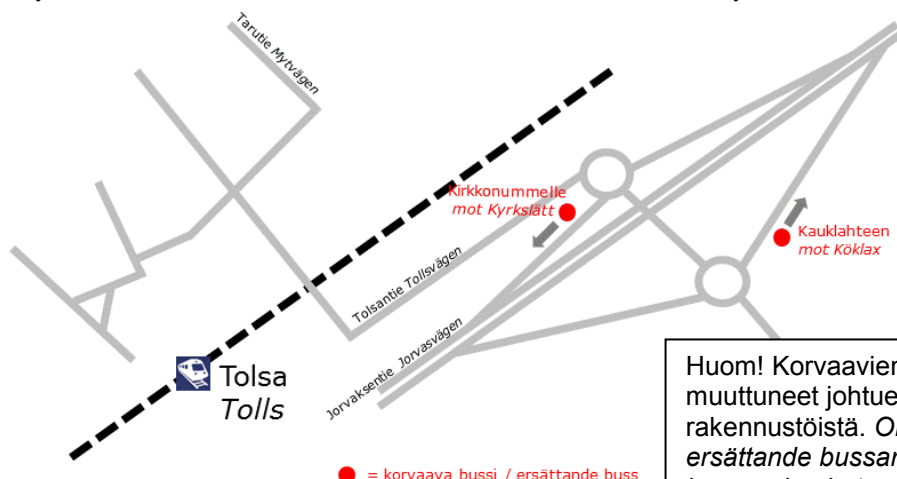 Tarutie Mytvägen
Kirkkonummelle
mot Kyrkslätt
Kauklahteen
mot Köklax
Tolsantie Tollsvägen
Jorvaksentie Jorvasvägen
Tolsa
Tolls
Huom! Korvaavien
muuttuneet johtue
rakennustöistä.
ersättande bussar
= korvaava bussi / ersättande buss